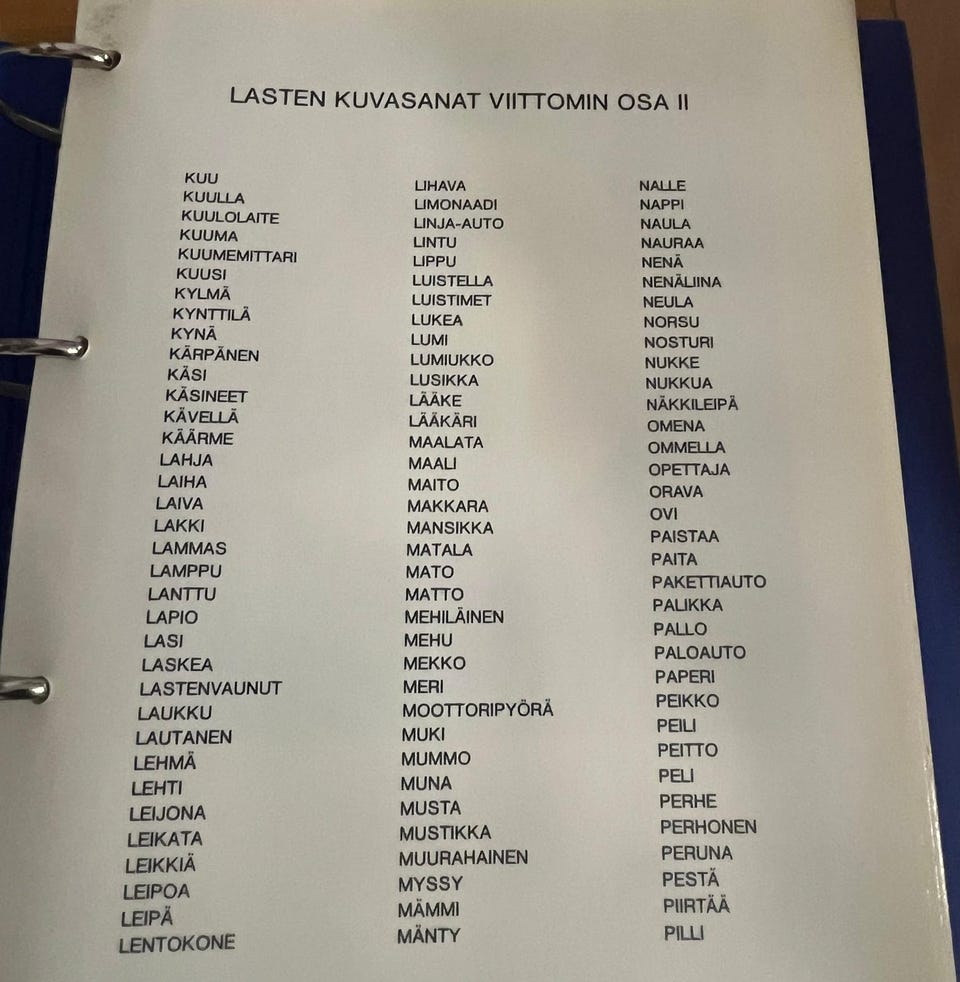 LASTEN KUVASANAT VIITTOMIN OSA II
KUU
KUULLA
KUULOLAITE
KUUMA
KUUMEMITTARI
KUUSI
KYLMÄ
KYNTTILÄ
KYNÄ
KÄRPÄNEN
KÄSI
KÄSINEET
KÄVELLÄ
KÄÄRME
LAHJA
LAIHA
LAIVA
LAKKI
LAMMAS
LAMPPU
LANTTU
LAPIO
LASI
LASKEA
LASTENVAUNUT
LAUKKU
LAUTANEN
LEHMÄ
LEHTI
LEIJONA
LEIKATA
LEIKKIÄ
LEIPOA
LEIPÄ
LENTOKONE
LIHAVA
LIMONAADI
LINJA-AUTO
LINTU
LIPPU
LUISTELLA
LUISTIMET
LUKEA
LUMI
LUMIUKKO
LUSIKKA
LÄÄKE
LÄÄKÄRI
MAALATA
MAALI
MAITO
MAKKARA
MANSIKKA
MATALA
MATO
MATTO
MEHILÄINEN
MEHU
MEKKO
MERI
MOOTTORIPYÖRÄ
MUKI
MUMMO
MUNA
MUSTA
MUSTIKKA
MUURAHAINEN
MYSSY
MÄMMI
MÄNTY
NALLE
NAPPI
NAULA
NAURAA
NENÄ
NENÄLIINA
NEULA
NORSU
NOSTURI
NUKKE
NUKKUA
NÄKKILEIPÄ
OMENA
OMMELLA
OPETTAJA
ORAVA
OVI
PAISTAA
PAITA
PAKETTIAUTO
PALIKKA
PALLO
PALOAUTO
PAPERI
PEIKKO
PEILI
PEITTO
PELI
PERHE
PERHONEN
PERUNA
PESTÄ
PIIRTÄÄ
PILLI